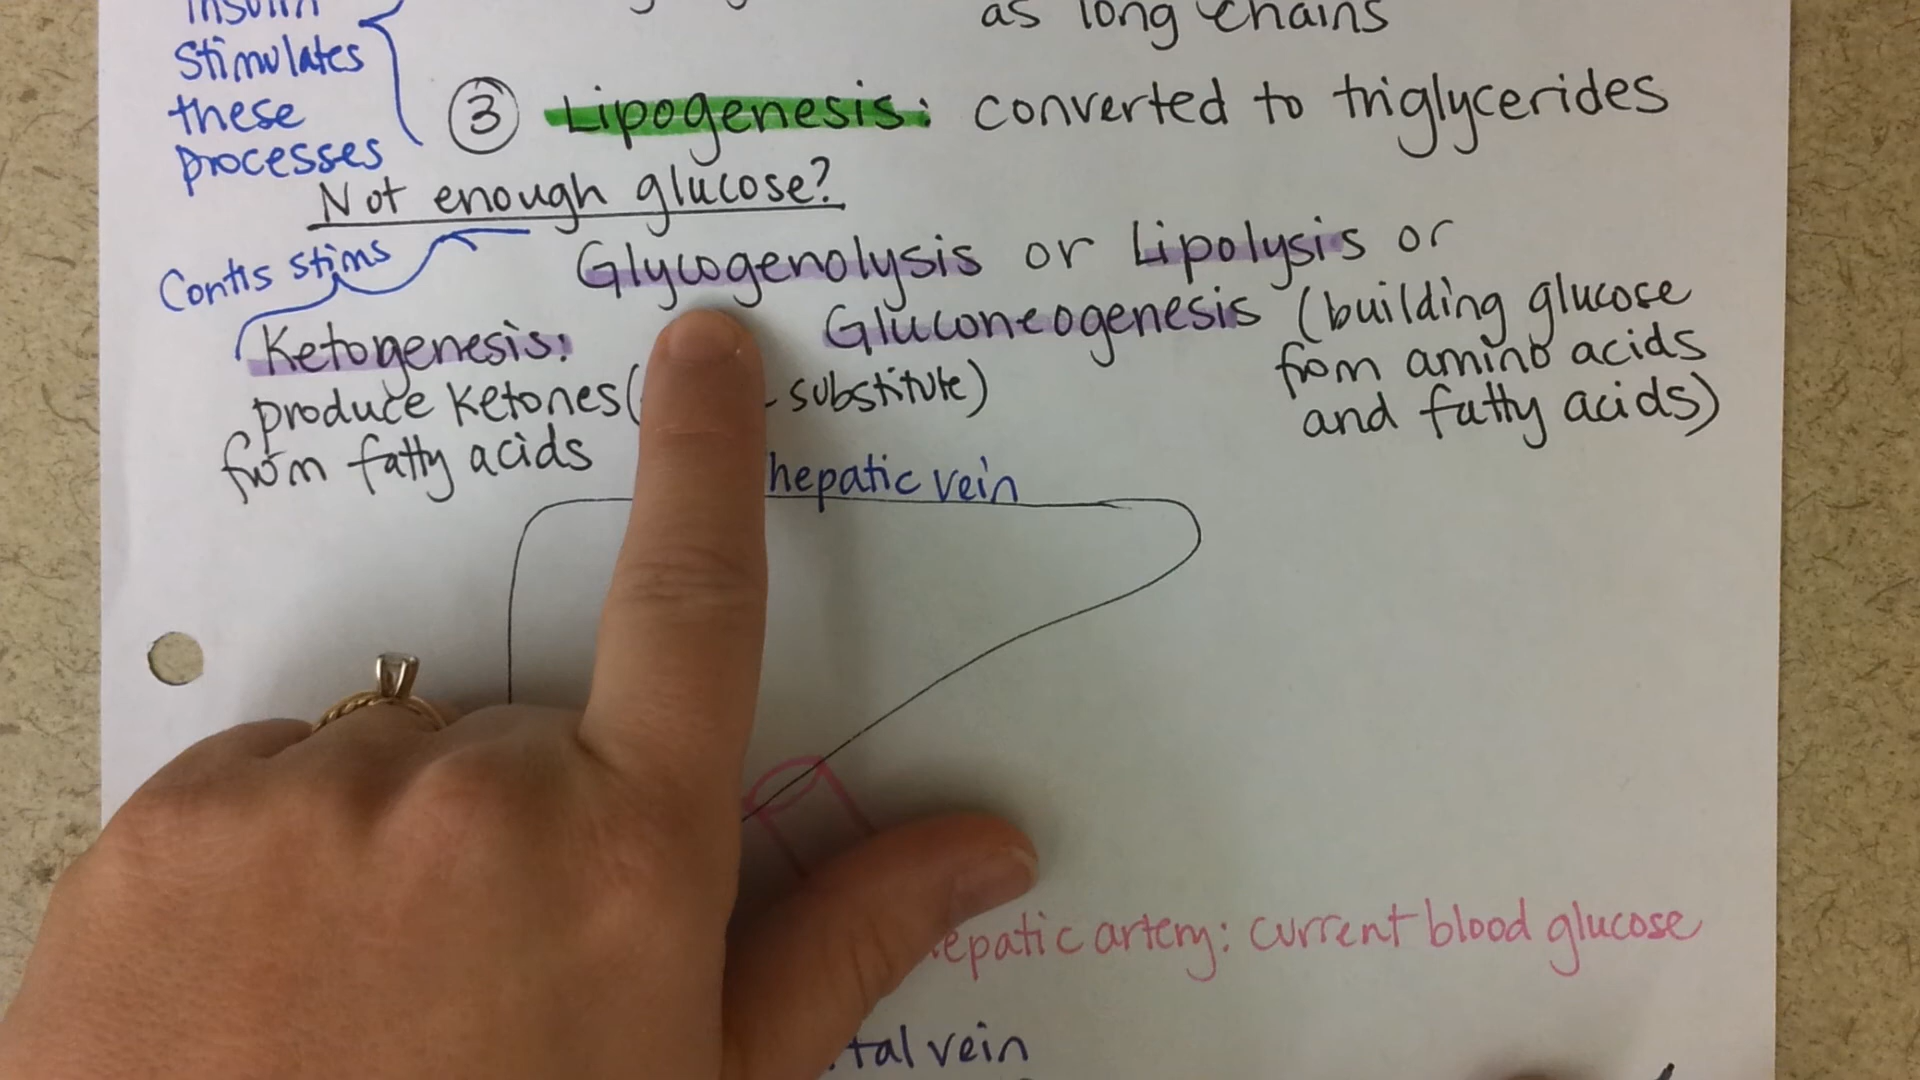 Insulin
as long chains
stimulates
these
processes
③ Lipogenesis: converted to triglycerides
Not enough glucose?
stims
Glycogenolysis or Lipolysis or
Gluconeogenesis (building glucose
from amino acids
and fatty acids)
Ketogenesis:
produce ketones ( substitute)
from fatty acids
hepatic vein
epatic artery: current blood glucose
tal vein